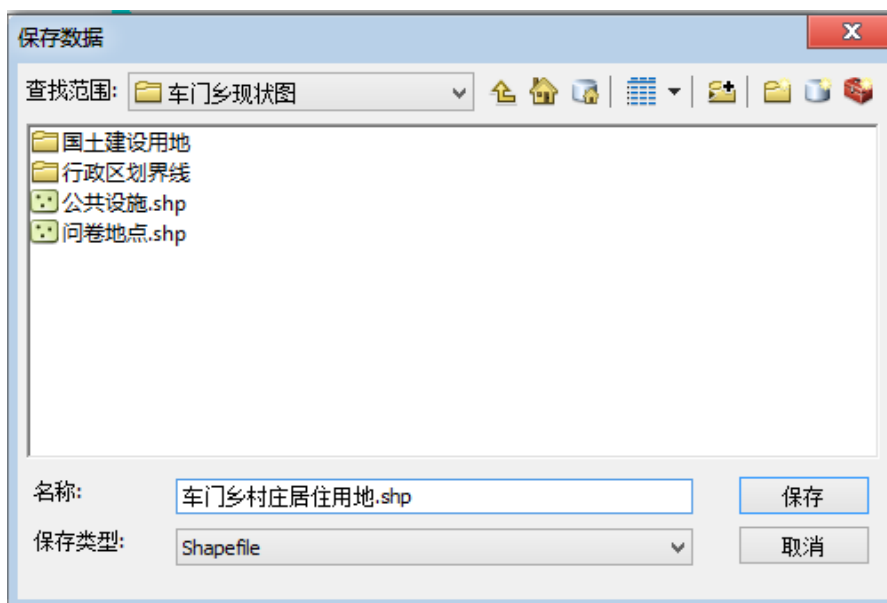 保存数据
查找范围: 车门乡现状图
国土建设用地
行政区划界线
公共设施.shp
问卷地点.shp
名称: 车门乡村庄居住用地.shp 保存
保存类型: Shapefile 取消